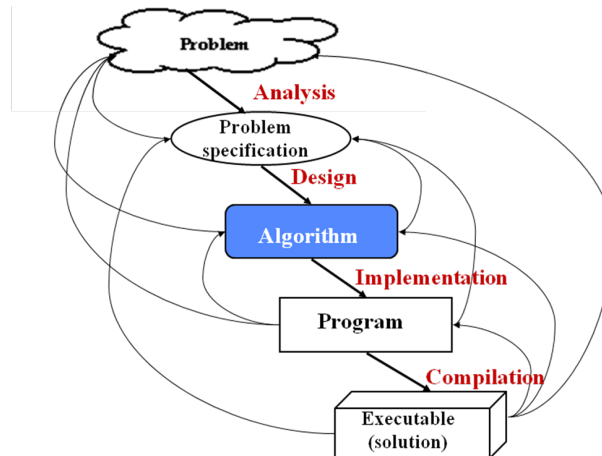 Problem
Analysis
Problem
specification
Design
Algorithm
Implementation
Program
Compilation
Executable
(solution)